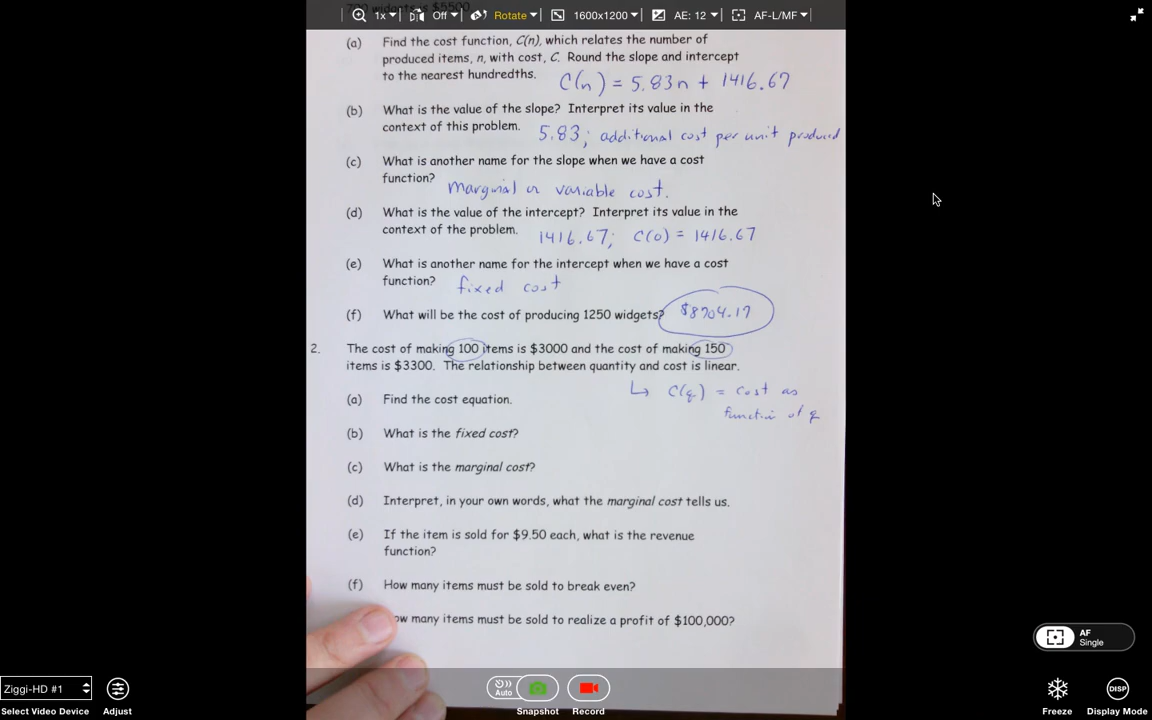 700 widgets is $5500
1x Off Rotate 1600x1200 AE: 12 AF-L/MF
(a) Find the cost function, C(n), which relates the number of
produced items, n, with cost, C. Round the slope and intercept
to the nearest hundredths.
C(n) = 5.83n + 1416.67
(b) What is the value of the slope? Interpret its value in the
context of this problem.
5.83; additional cost per unit produced
(c) What is another name for the slope when we have a cost
function?
Marginal or variable cost.
(d) What is the value of the intercept? Interpret its value in the
context of the problem.
1416.67; C(0) = 1416.67
(e) What is another name for the intercept when we have a cost
function?
fixed cost
(f) What will be the cost of producing 1250 widgets? $8704.17
2. The cost of making 100 items is $3000 and the cost of making 150
items is $3300. The relationship between quantity and cost is linear.
↳ C(q) = cost as
function of q
(a) Find the cost equation.
(b) What is the fixed cost?
(c) What is the marginal cost?
(d) Interpret, in your own words, what the marginal cost tells us.
(e) If the item is sold for $9.50 each, what is the revenue
function?
(f) How many items must be sold to break even?
ow many items must be sold to realize a profit of $100,000?
AF
Single
Ziggi-HD #1
Auto
DISP
Select Video Device Adjust Snapshot Record Freeze Display Mode